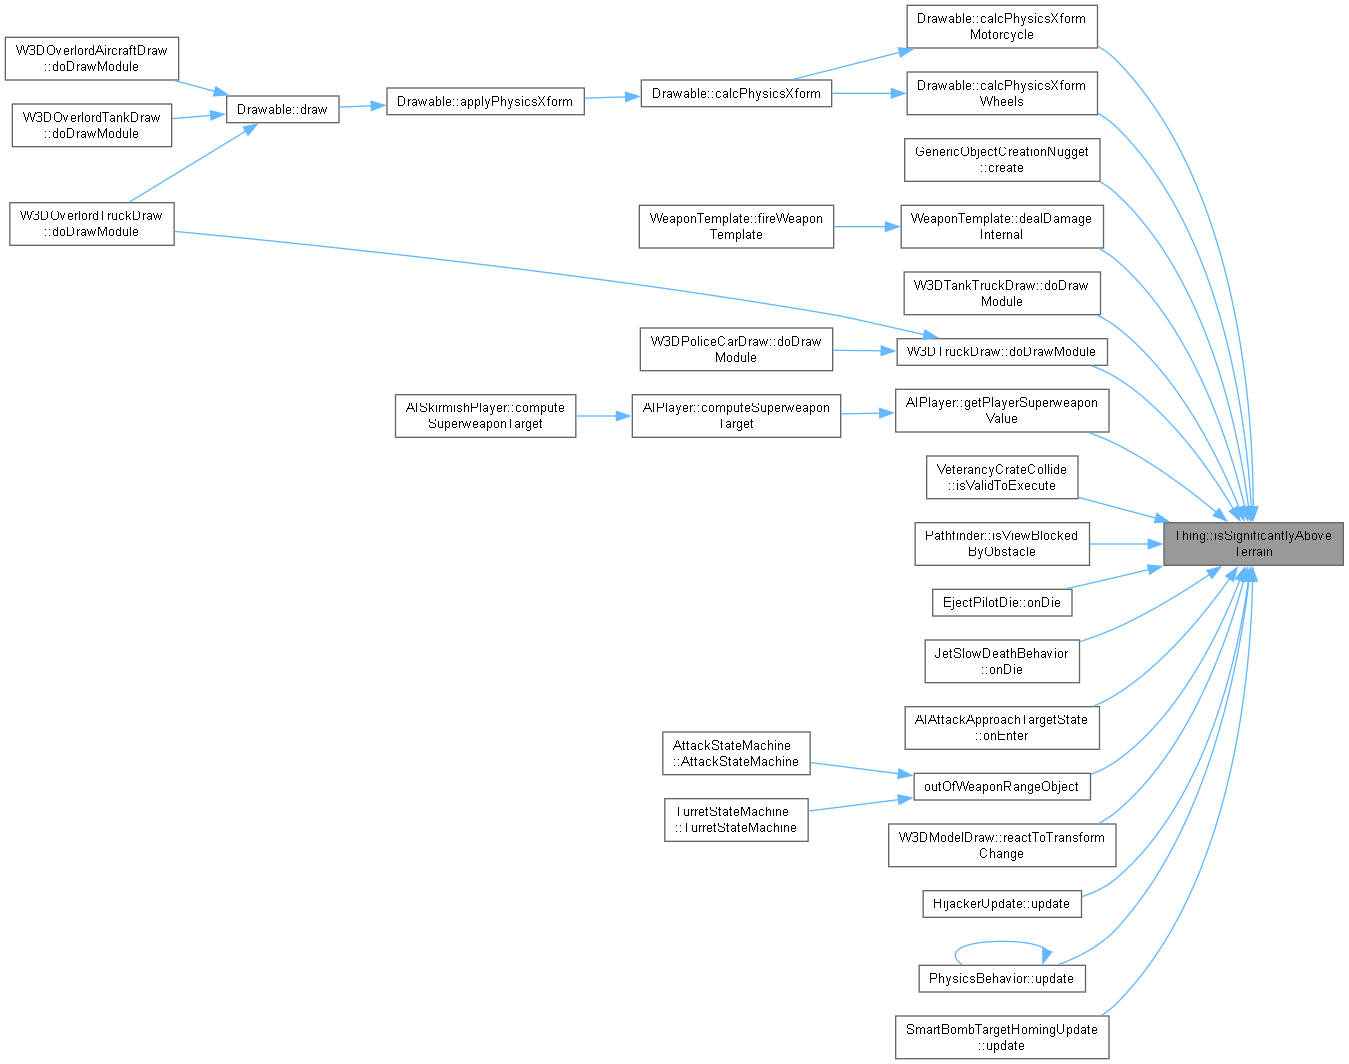 Drawable::calcPhysicsXform
Motorcycle
W3DOverlordAircraftDraw
::doDrawModule
Drawable::calcPhysicsXform
Wheels
Drawable::calcPhysicsXform
Drawable::applyPhysicsXform
Drawable::draw
W3DOverlordTankDraw
::doDrawModule
GenericObjectCreationNugget
::create
W3DOverlordTruckDraw
::doDrawModule
WeaponTemplate::fireWeapon
Template
WeaponTemplate::dealDamage
Internal
W3DTankTruckDraw::doDraw
Module
W3DPoliceCarDraw::doDraw
Module
W3DTruckDraw::doDrawModule
AISkirmishPlayer::compute
SuperweaponTarget
AIPlayer::computeSuperweapon
Target
AIPlayer::getPlayerSuperweapon
Value
VeterancyCrateCollide
::isValidToExecute
Pathfinder::isViewBlocked
ByObstacle
Thing::isSignificantlyAbove
Terrain
EjectPilotDie::onDie
JetSlowDeathBehavior
::onDie
AIAttackApproachTargetState
::onEnter
AttackStateMachine
::AttackStateMachine
outOfWeaponRangeObject
TurretStateMachine
::TurretStateMachine
W3DModelDraw::reactToTransform
Change
HijackerUpdate::update
PhysicsBehavior::update
SmartBombTargetHomingUpdate
::update